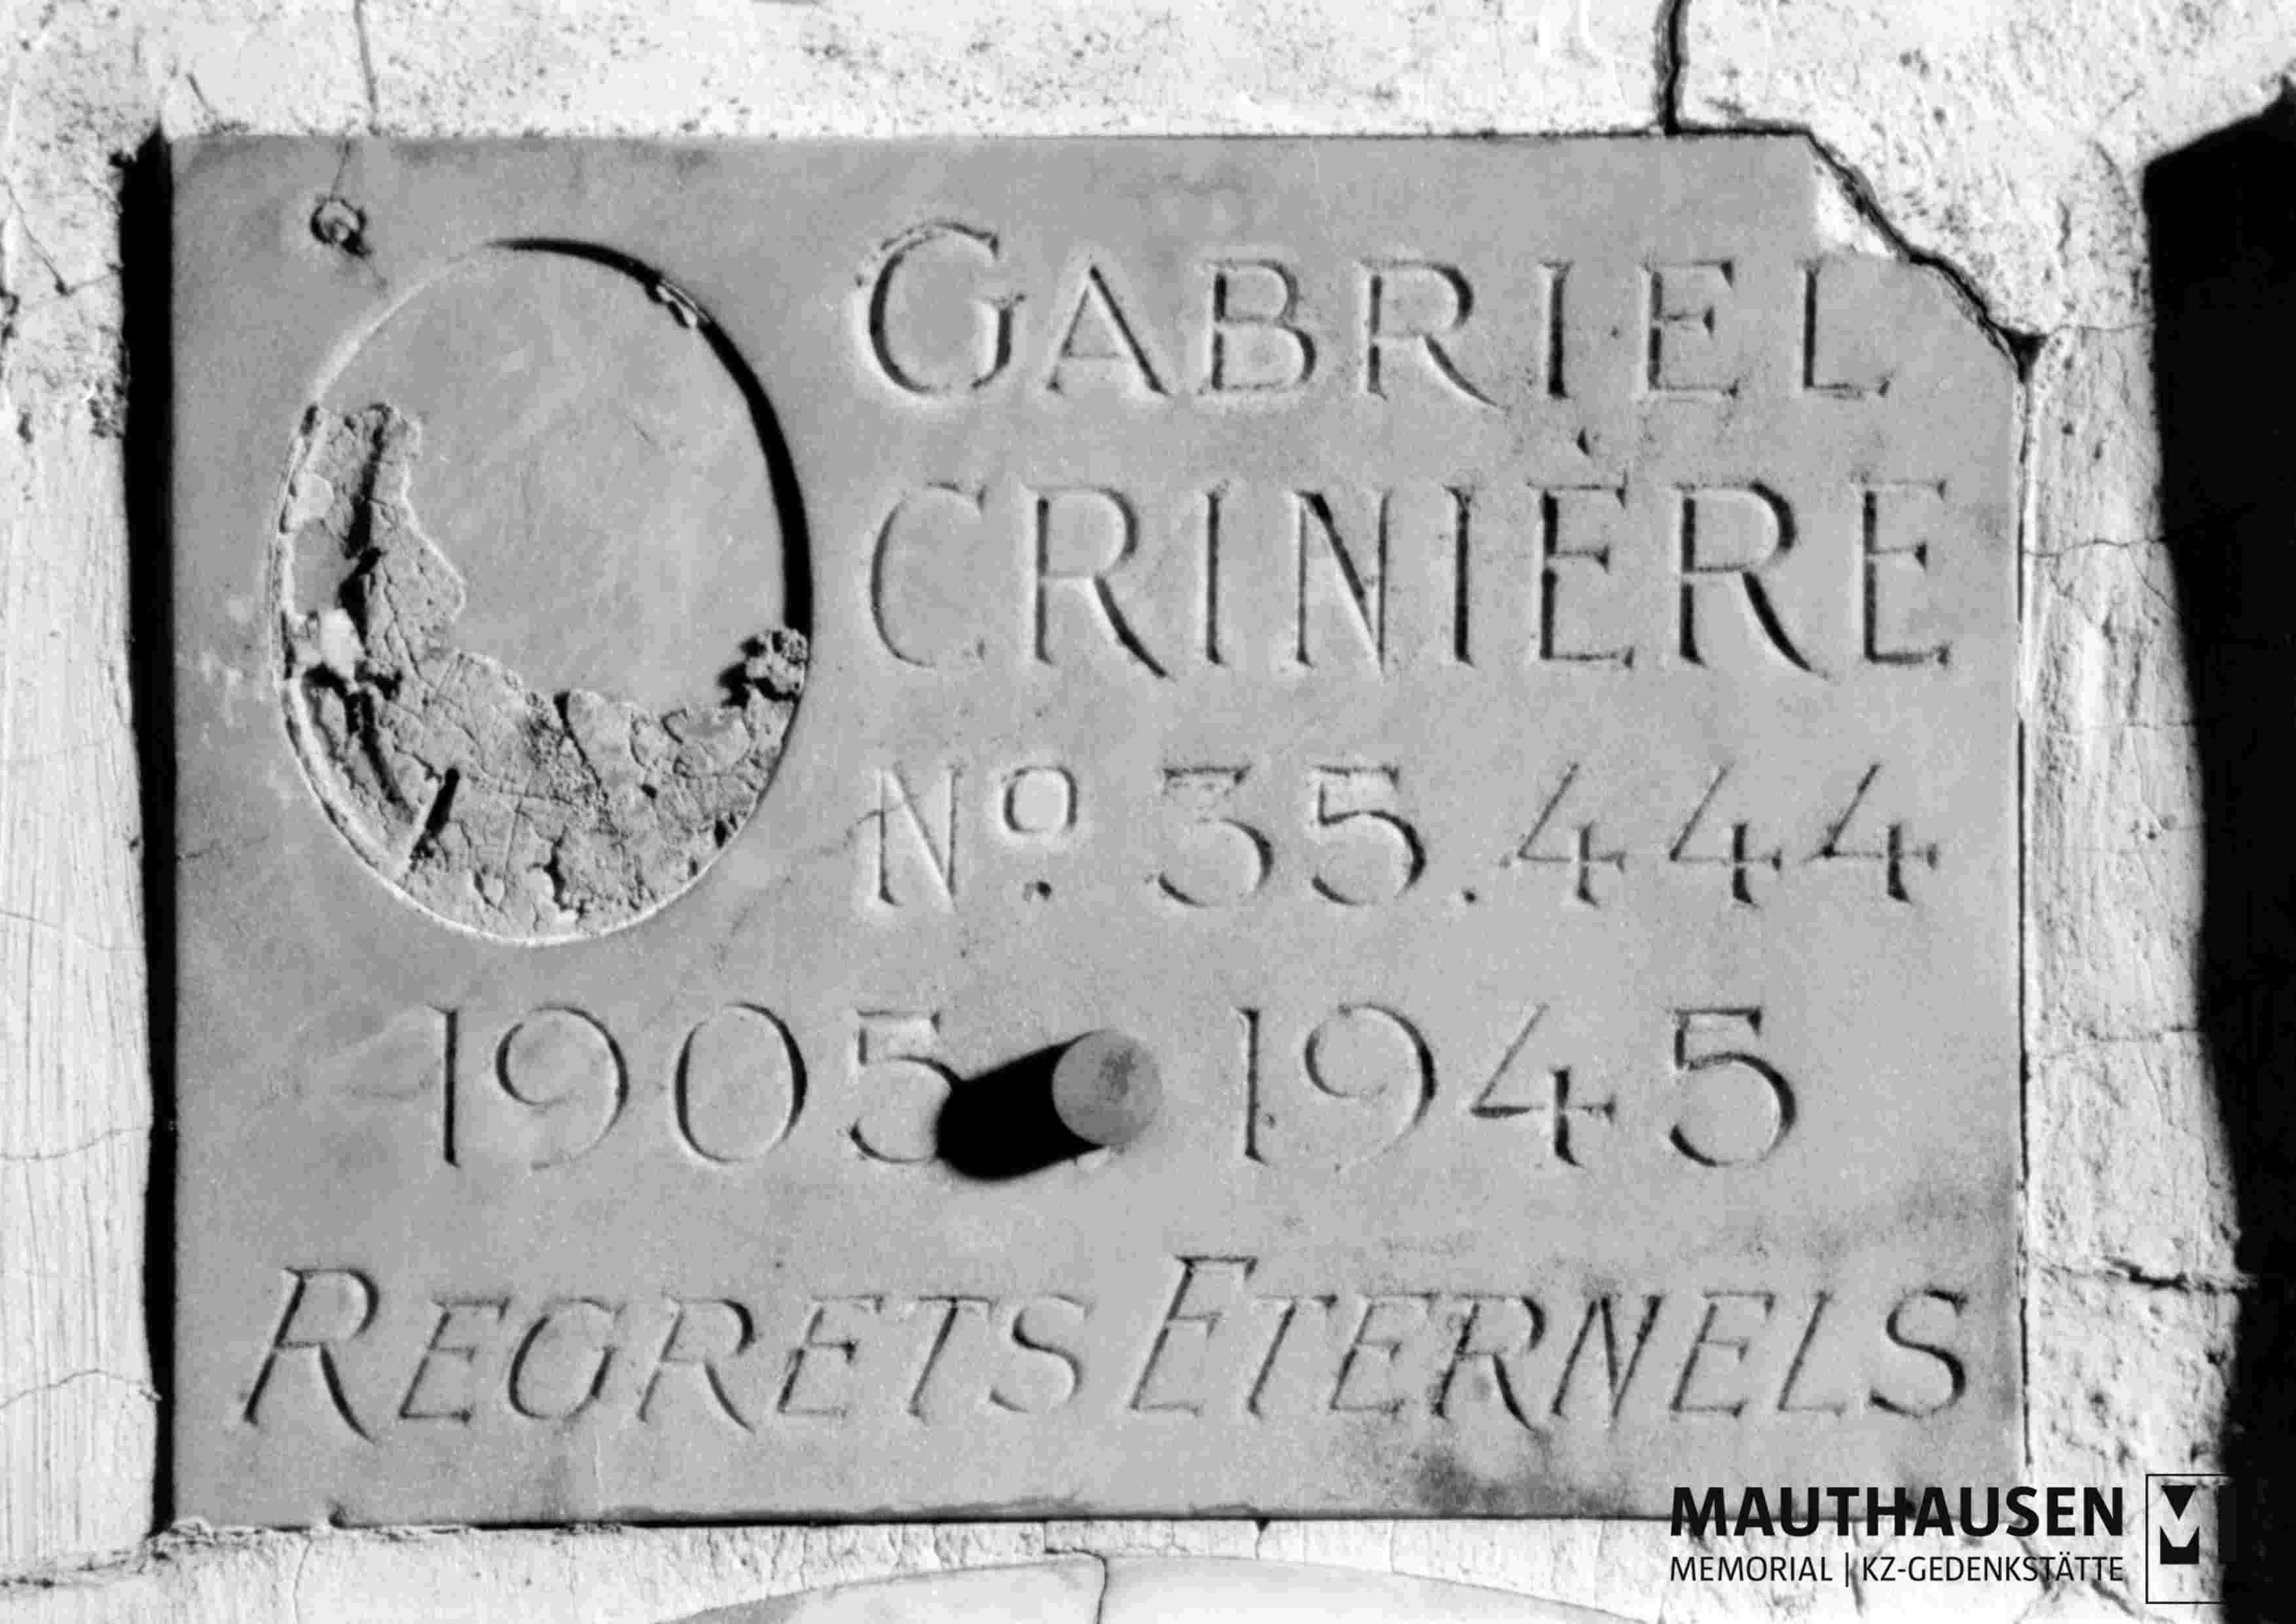 GABRIEL
CRINIÈRE
Nº 35.444
1905 1945
REGRETS ETERNELS
MAUTHAUSEN
MEMORIAL | KZ-GEDENKSTÄTTE